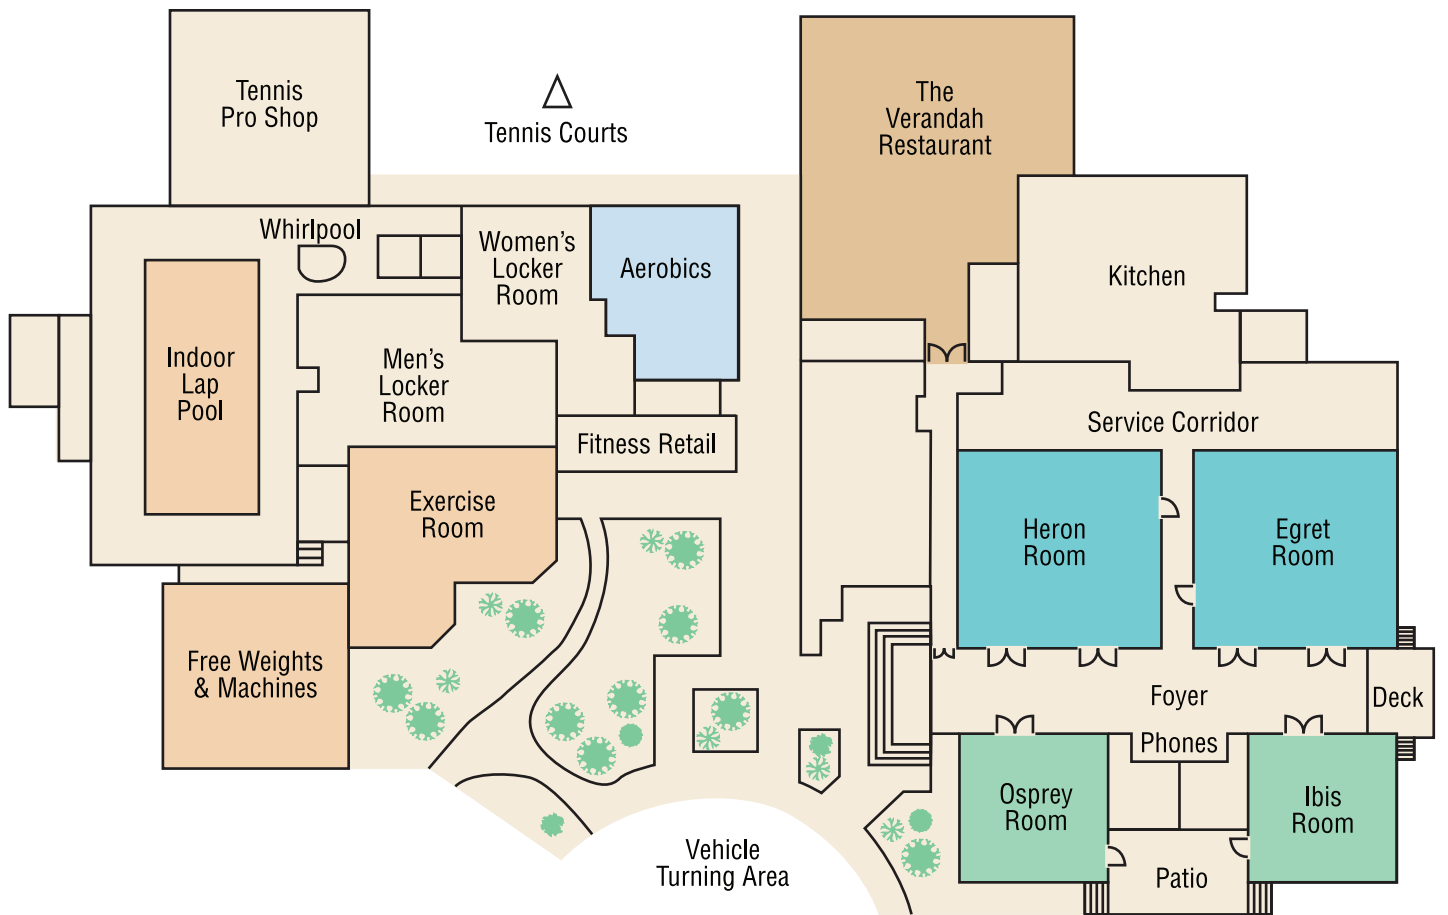 Tennis
Pro Shop
Tennis Courts
The
Verandah
Restaurant
Whirlpool
Women's
Locker
Room
Aerobics
Kitchen
Indoor
Lap
Pool
Men's
Locker
Room
Fitness Retail
Service Corridor
Exercise
Room
Heron
Room
Egret
Room
Free Weights
& Machines
Foyer
Deck
Phones
Osprey
Room
Ibis
Room
Vehicle
Turning Area
Patio